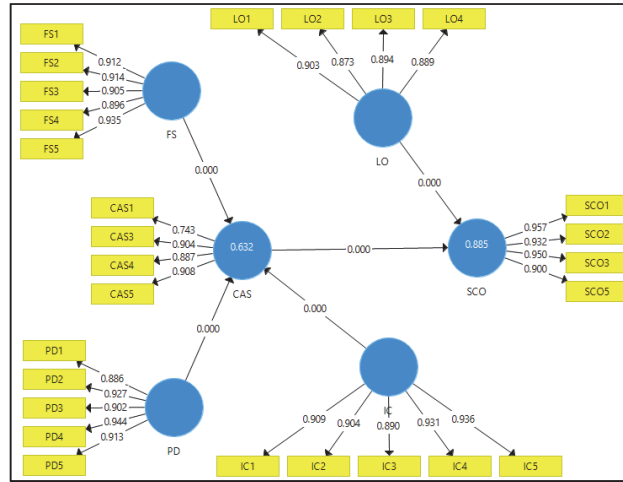 LO1 LO2 LO3 LO4
FS1
FS2
FS3
FS4
FS5
0.912
0.914
0.905
0.896
0.935
FS
0.903 0.873 0.894 0.889
LO
0.000
0.000
CAS1
CAS3
CAS4
CAS5
0.743
0.904
0.887
0.908
0.632
CAS
0.000
0.885
SCO
0.957
0.932
0.950
0.900
SCO1
SCO2
SCO3
SCO5
0.000
0.000
PD1
PD2
PD3
PD4
PD5
0.886
0.927
0.902
0.944
0.913
PD
IC
0.909 0.904 0.890 0.931 0.936
IC1 IC2 IC3 IC4 IC5